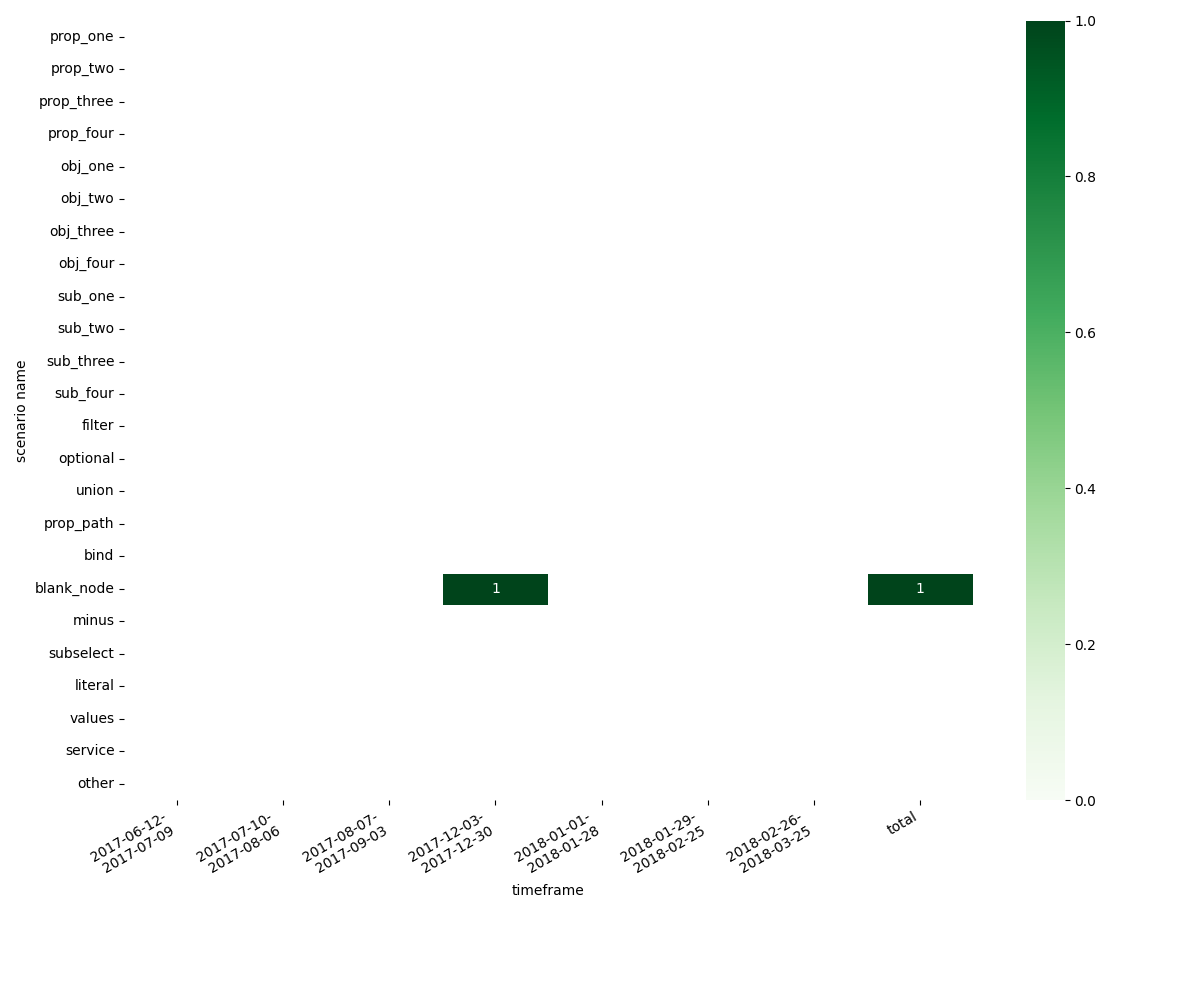 prop_one
prop_two
prop_three
prop_four
obj_one
obj_two
obj_three
obj_four
sub_one
sub_two
sub_three
sub_four
filter
optional
union
prop_path
bind
blank_node
minus
subselect
literal
values
service
other
scenario name
1
1
2017-06-12-
2017-07-09
2017-07-10-
2017-08-06
2017-08-07-
2017-09-03
2017-12-03-
2017-12-30
2018-01-01-
2018-01-28
2018-01-29-
2018-02-25
2018-02-26-
2018-03-25
total
timeframe
1.0
0.8
0.6
0.4
0.2
0.0